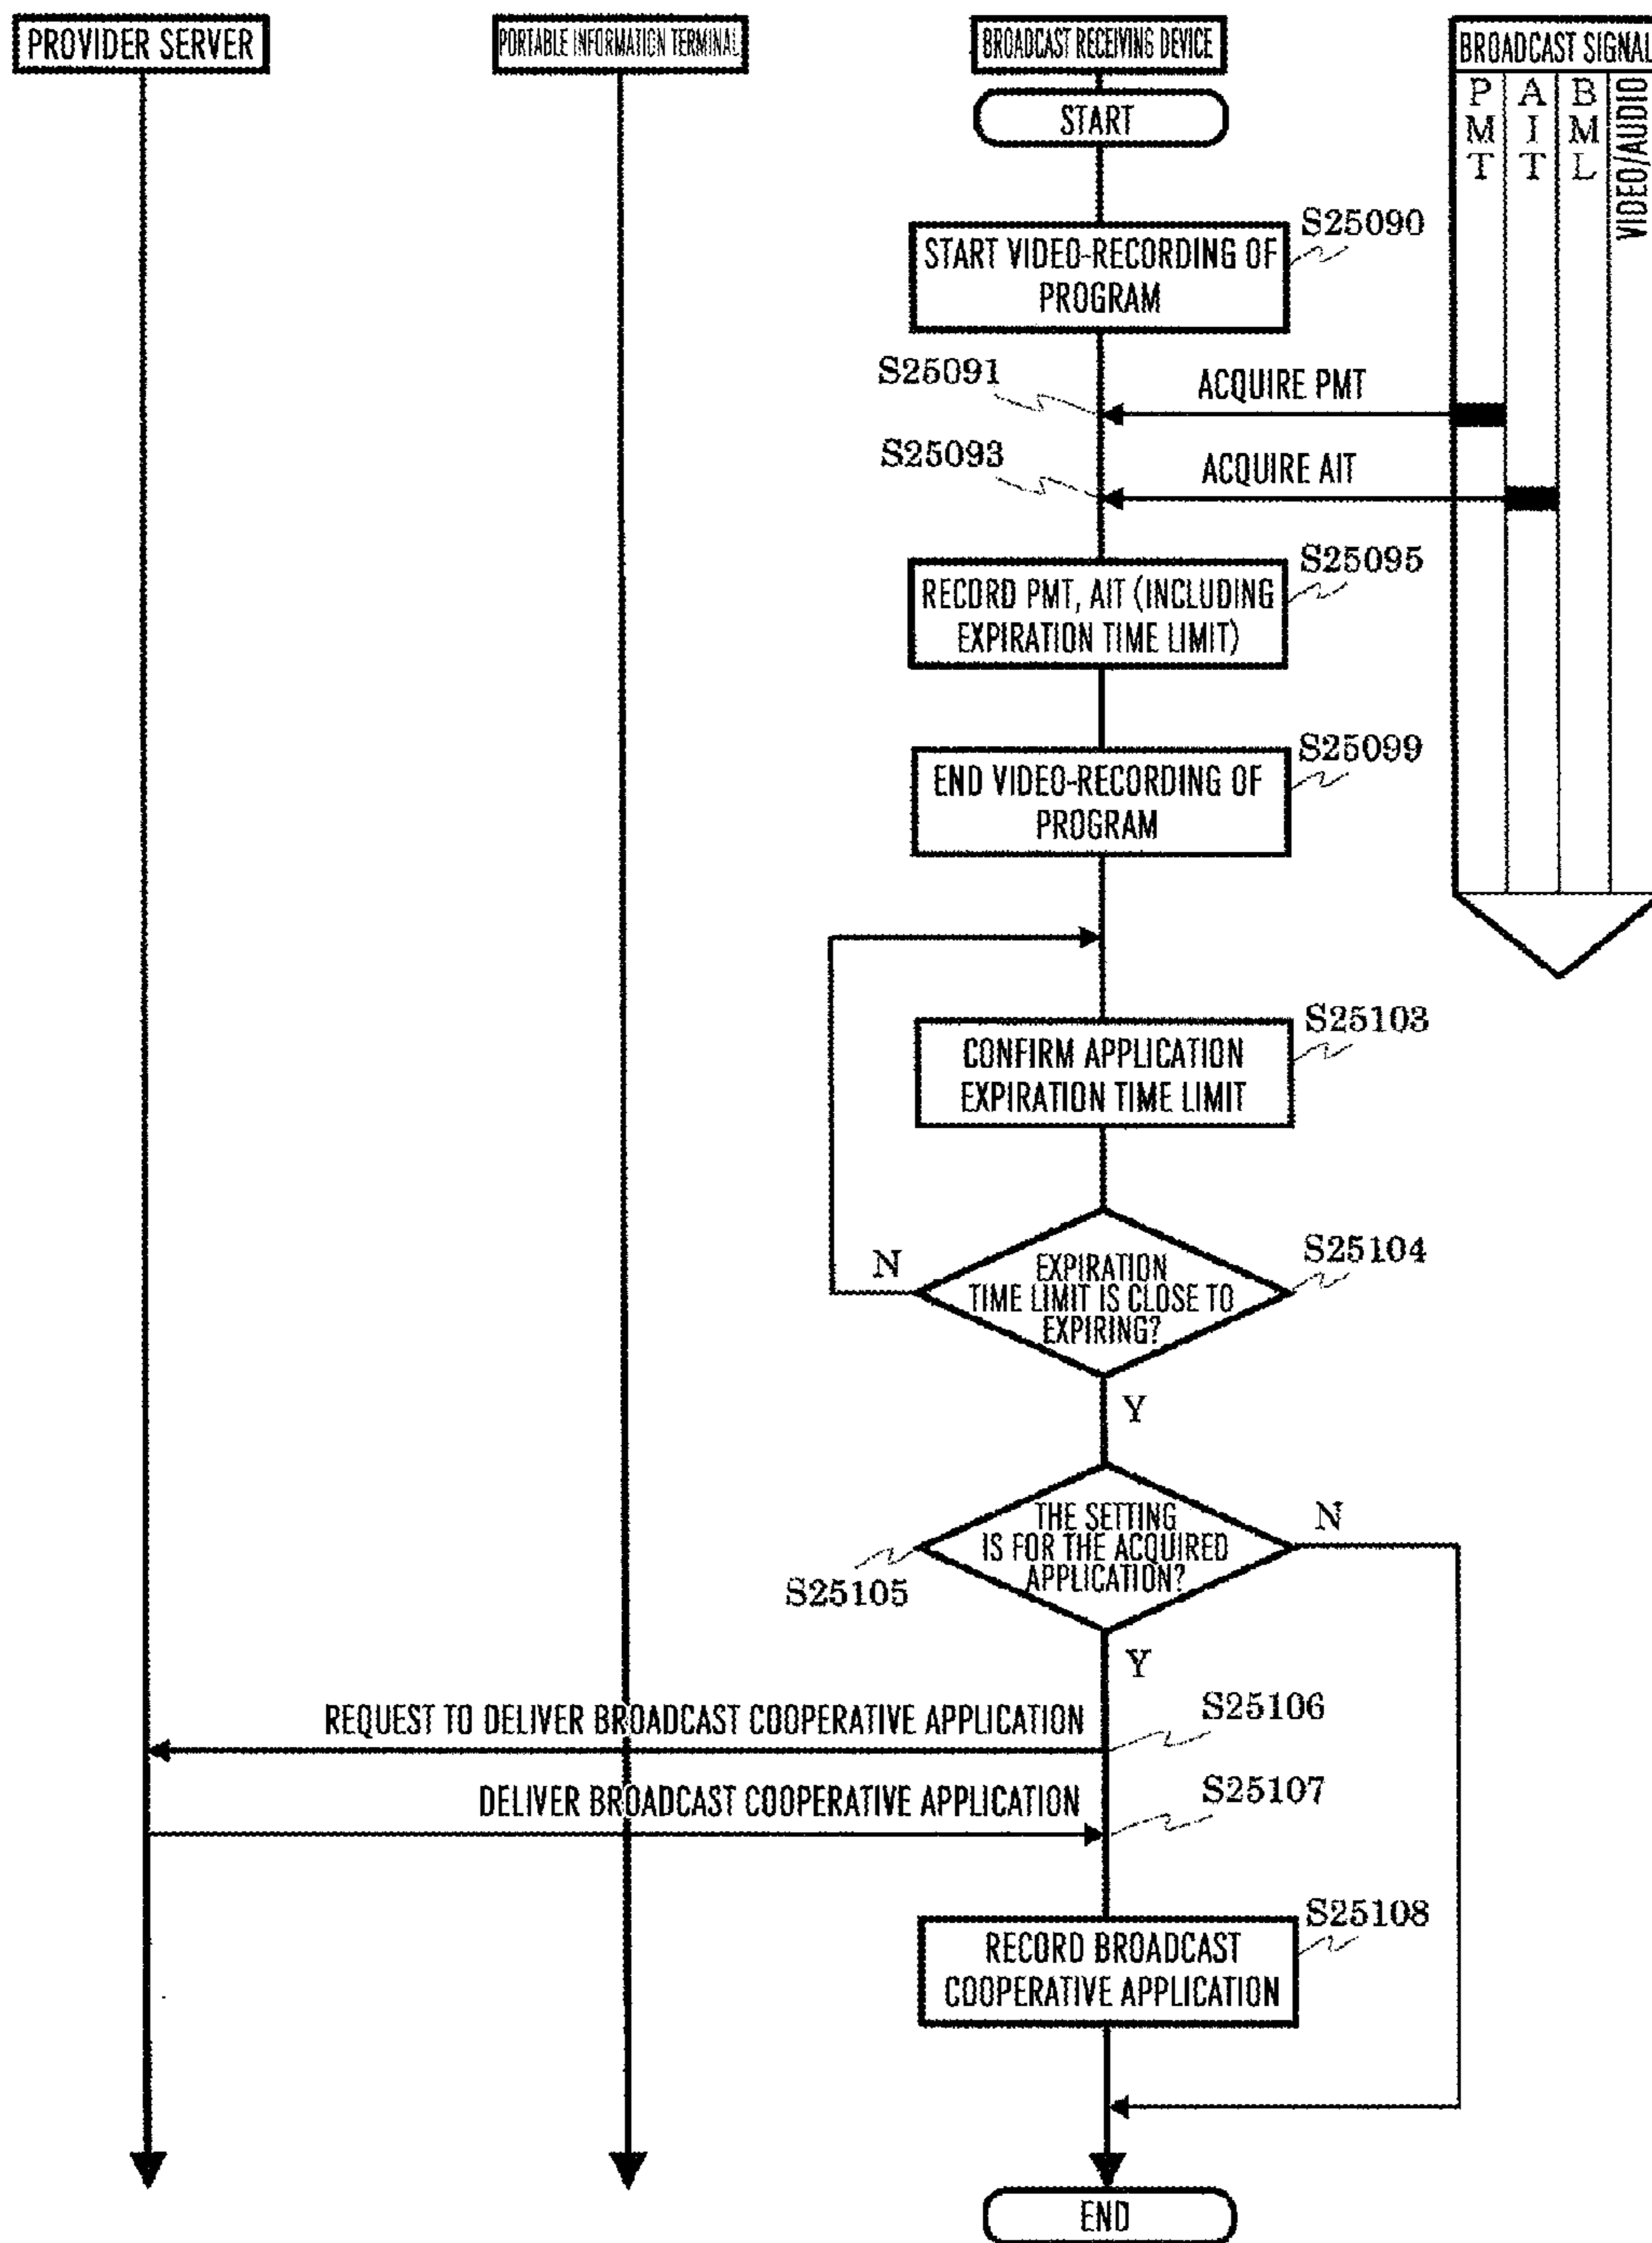 PROVIDER SERVER
PORTABLE INFORMATION TERMINAL
BROADCAST RECEIVING DEVICE
BROADCAST SIGNAL
PMT
AIT
BML
VIDEO/AUDIO
START
S25090
START VIDEO-RECORDING OF
PROGRAM
S25091
ACQUIRE PMT
S25093
ACQUIRE AIT
S25095
RECORD PMT, AIT (INCLUDING
EXPIRATION TIME LIMIT)
S25099
END VIDEO-RECORDING OF
PROGRAM
S25103
CONFIRM APPLICATION
EXPIRATION TIME LIMIT
S25104
N
EXPIRATION
TIME LIMIT IS CLOSE TO
EXPIRING?
Y
THE SETTING
IS FOR THE ACQUIRED
APPLICATION?
N
S25105
Y
REQUEST TO DELIVER BROADCAST COOPERATIVE APPLICATION
S25106
DELIVER BROADCAST COOPERATIVE APPLICATION
S25107
S25108
RECORD BROADCAST
COOPERATIVE APPLICATION
END